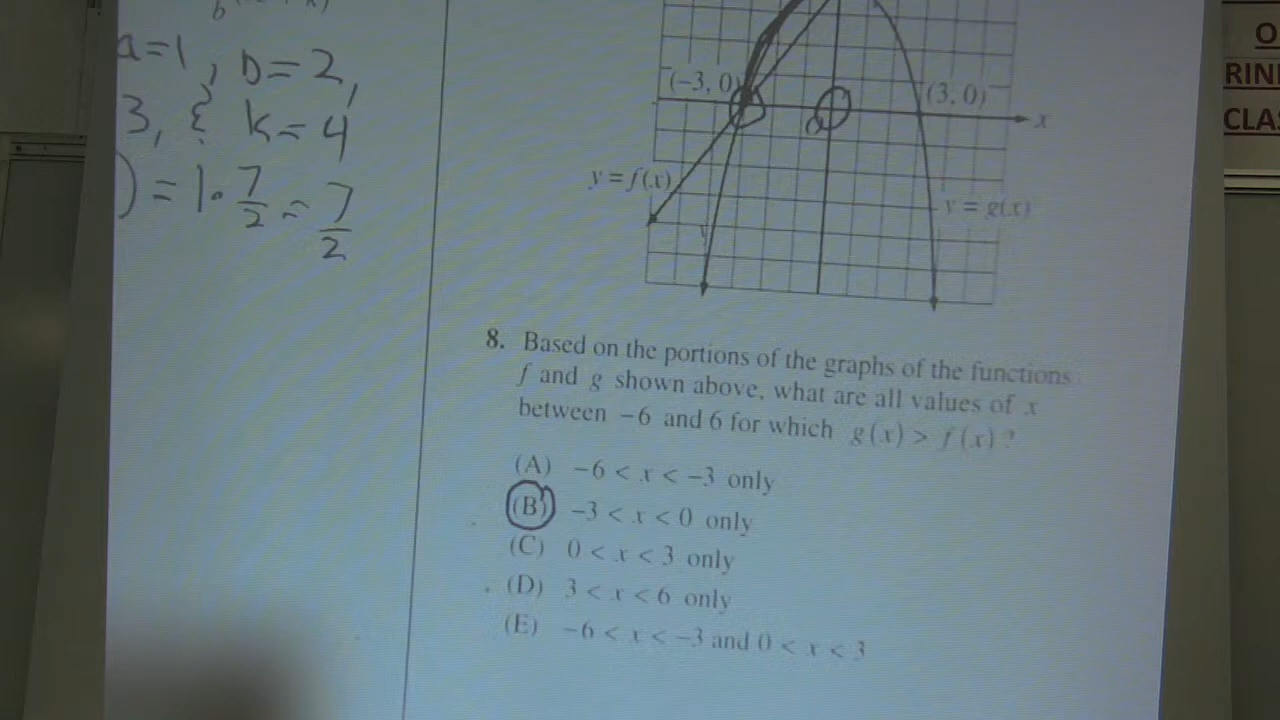 a=1, b=2,
3, & k=4
) = 1·7/2 = 7/2
(-3, 0)
(3, 0)
x
O
y = f(x)
y = g(x)
8. Based on the portions of the graphs of the functions
f and g shown above, what are all values of x
between −6 and 6 for which g(x) > f(x)?
(A) −6 < x < −3 only
(B) −3 < x < 0 only
(C) 0 < x < 3 only
(D) 3 < x < 6 only
(E) −6 < x < −3 and 0 < x < 3
O
RIN
CLA